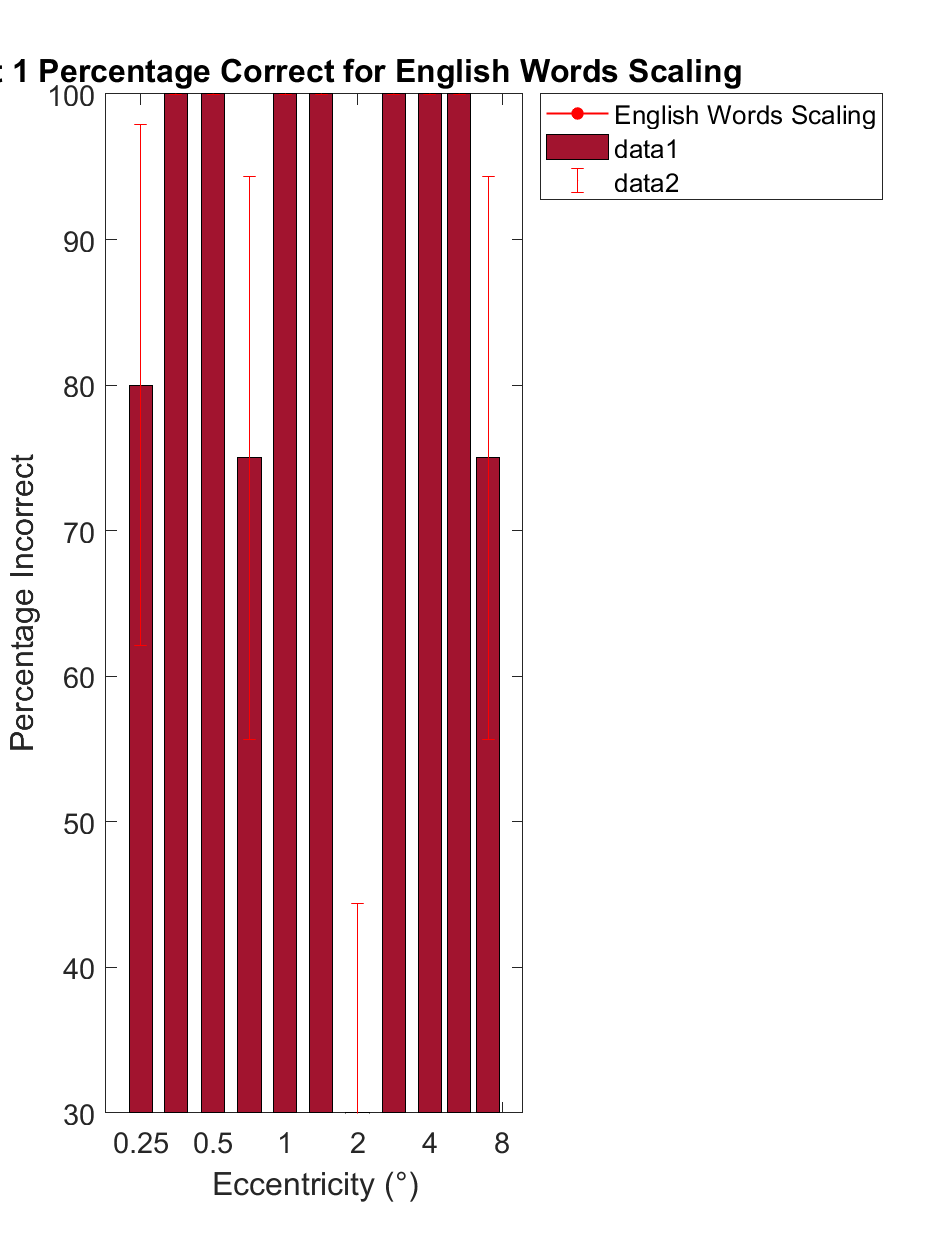 1 Percentage Correct for English Words Scaling
English Words Scaling
data1
data2
100
90
80
70
60
50
40
30
Percentage Incorrect
0.25 0.5 1 2 4 8
Eccentricity (°)